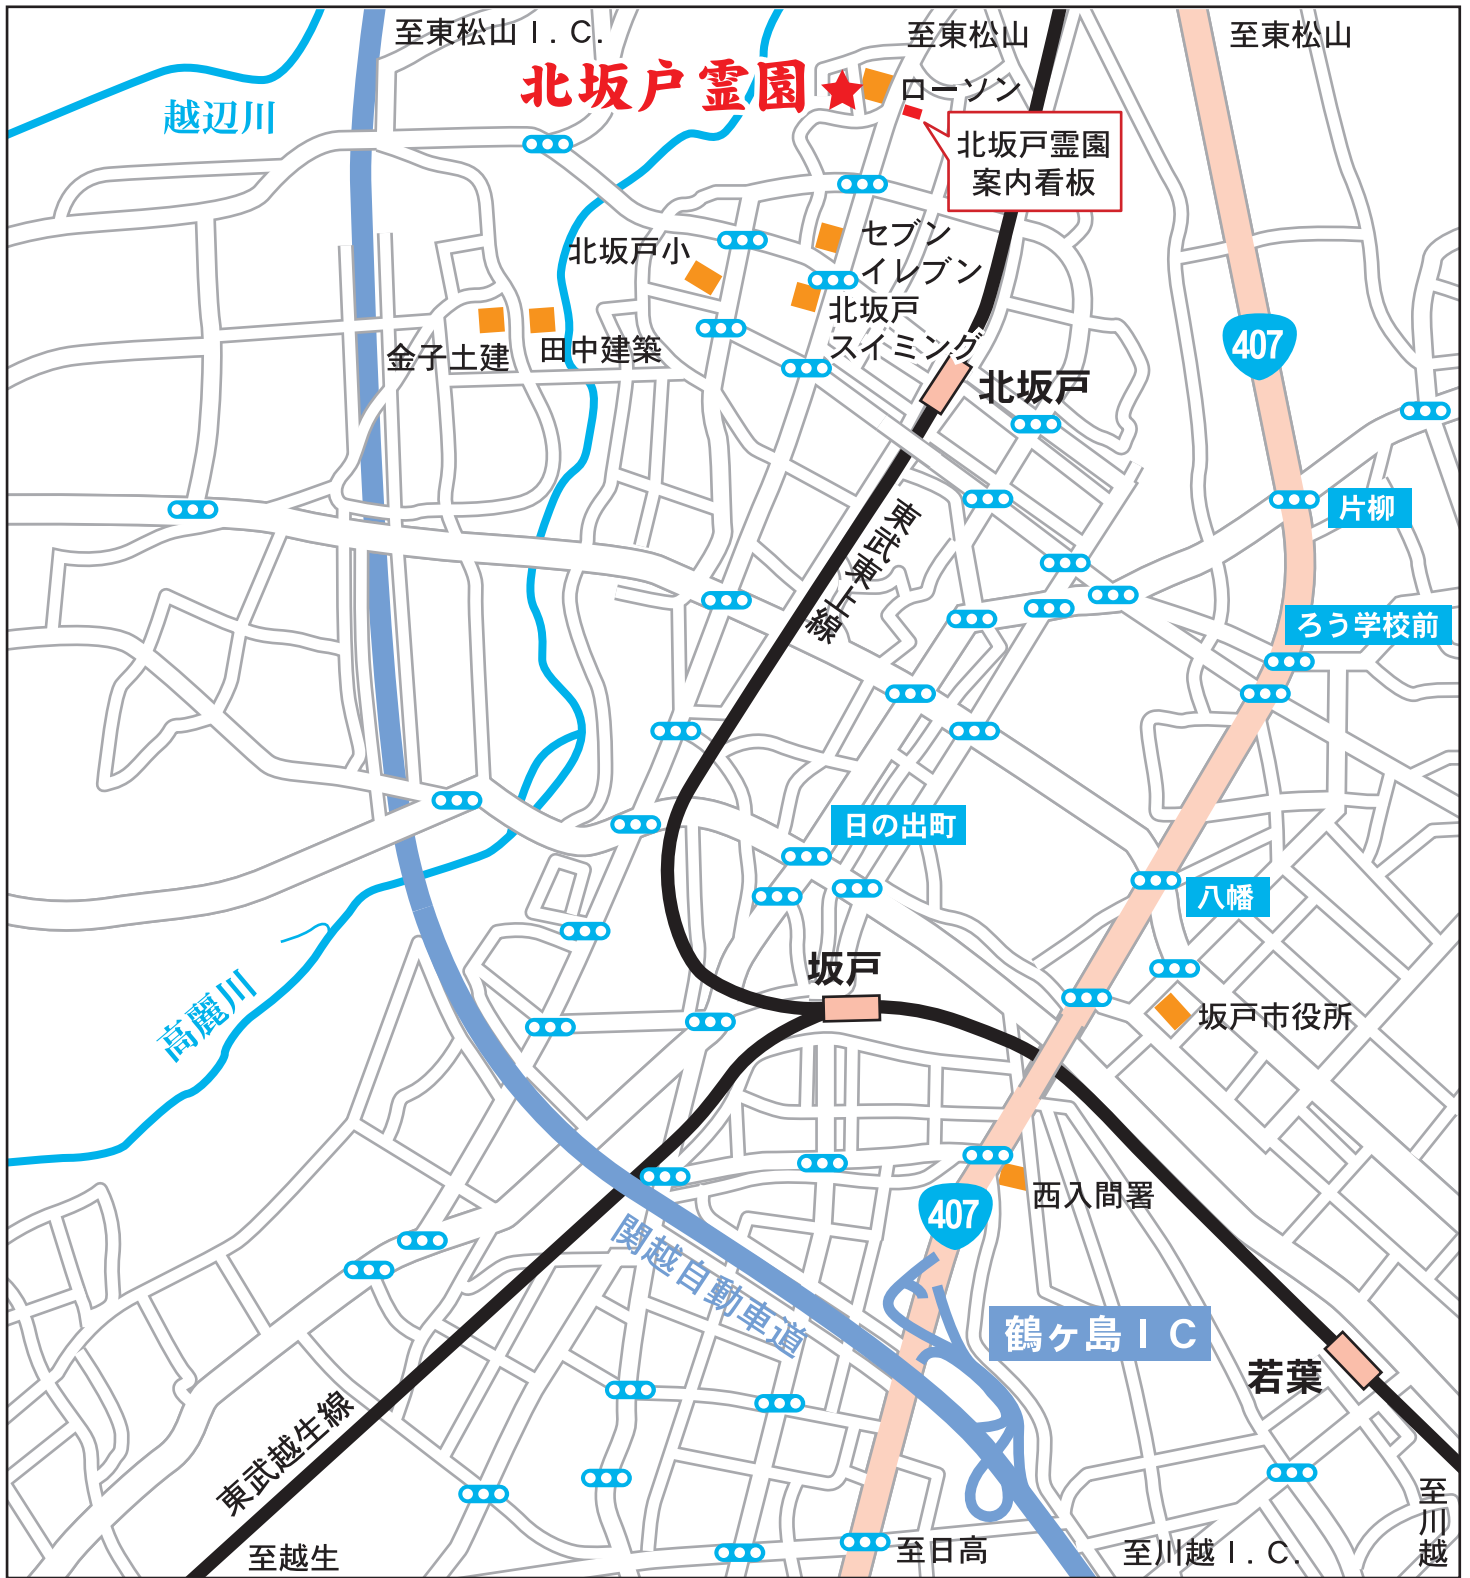 至東松山Ｉ.Ｃ.
至東松山
至東松山
北坂戸霊園
ローソン
越辺川
北坂戸霊園
案内看板
セブン
イレブン
北坂戸小
北坂戸
スイミング
407
金子土建
田中建築
北坂戸
片柳
東武東上線
ろう学校前
日の出町
八幡
坂戸
高麗川
坂戸市役所
西入間署
407
関越自動車道
鶴ヶ島ＩＣ
若葉
東武越生線
至川越
至越生
至日高
至川越Ｉ.Ｃ.